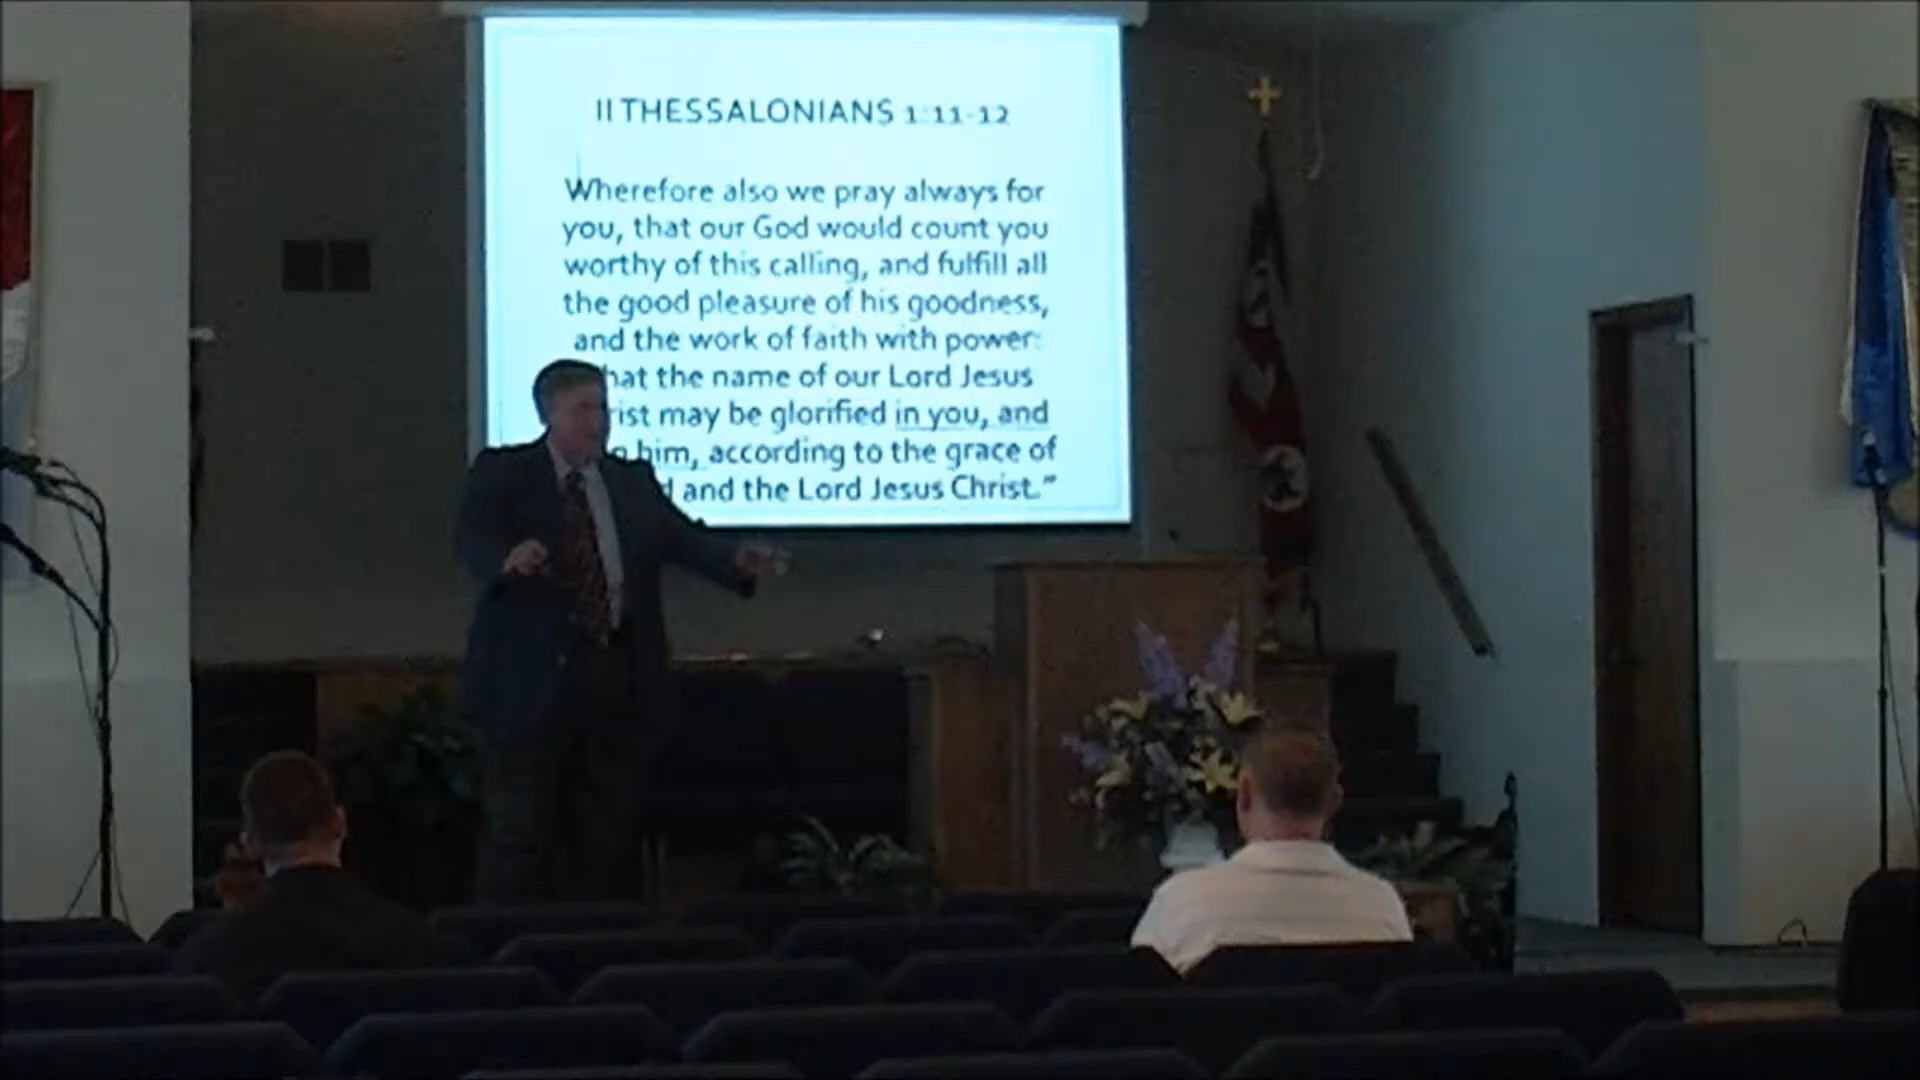 II THESSALONIANS 1:11-12
Wherefore also we pray always for
you, that our God would count you
worthy of this calling, and fulfill all
the good pleasure of his goodness,
and the work of faith with power:
hat the name of our Lord Jesus
rist may be glorified in you, and
him, according to the grace of
and the Lord Jesus Christ."